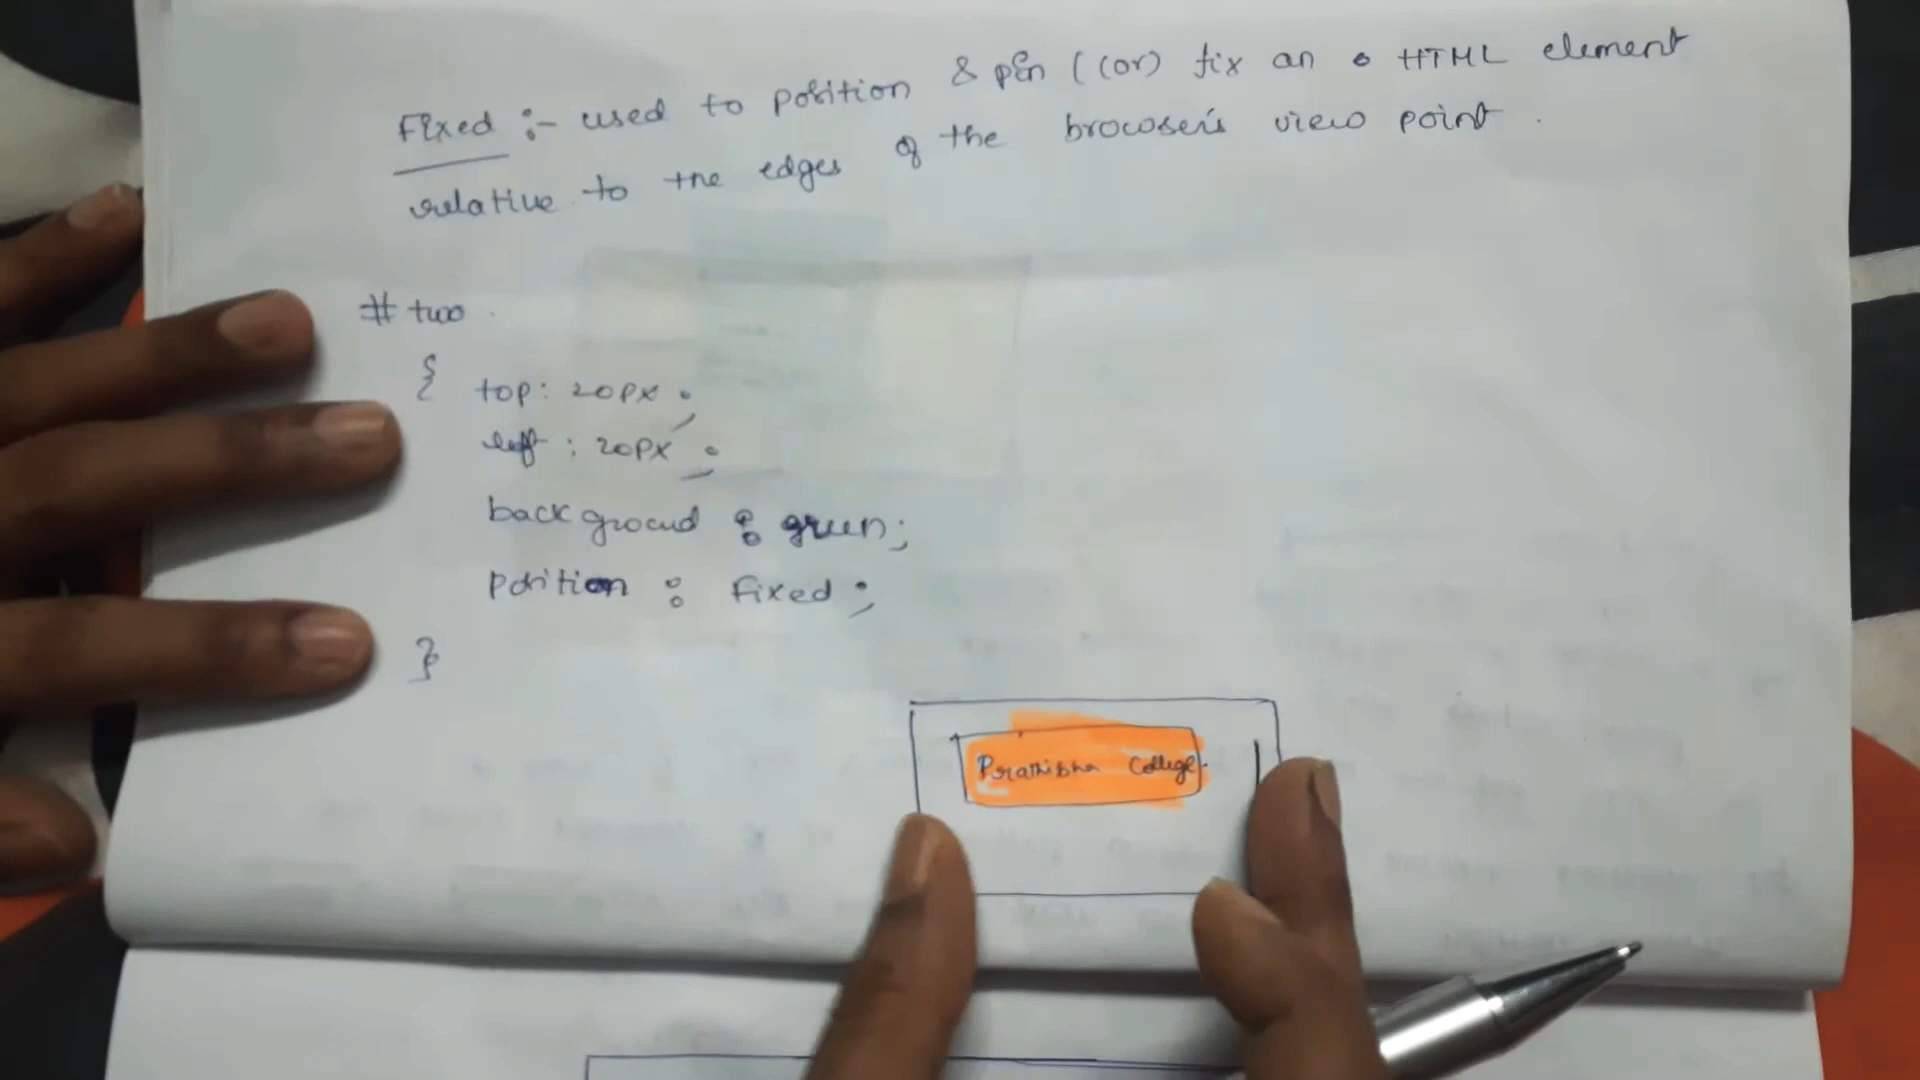 Fixed :- used to position & pin ((or) fix an HTML element
relative to the edges of the browser's view point.
# two
{ top: 20px;
left: 20px;
background: green;
position: fixed;
}
Prathibha College.